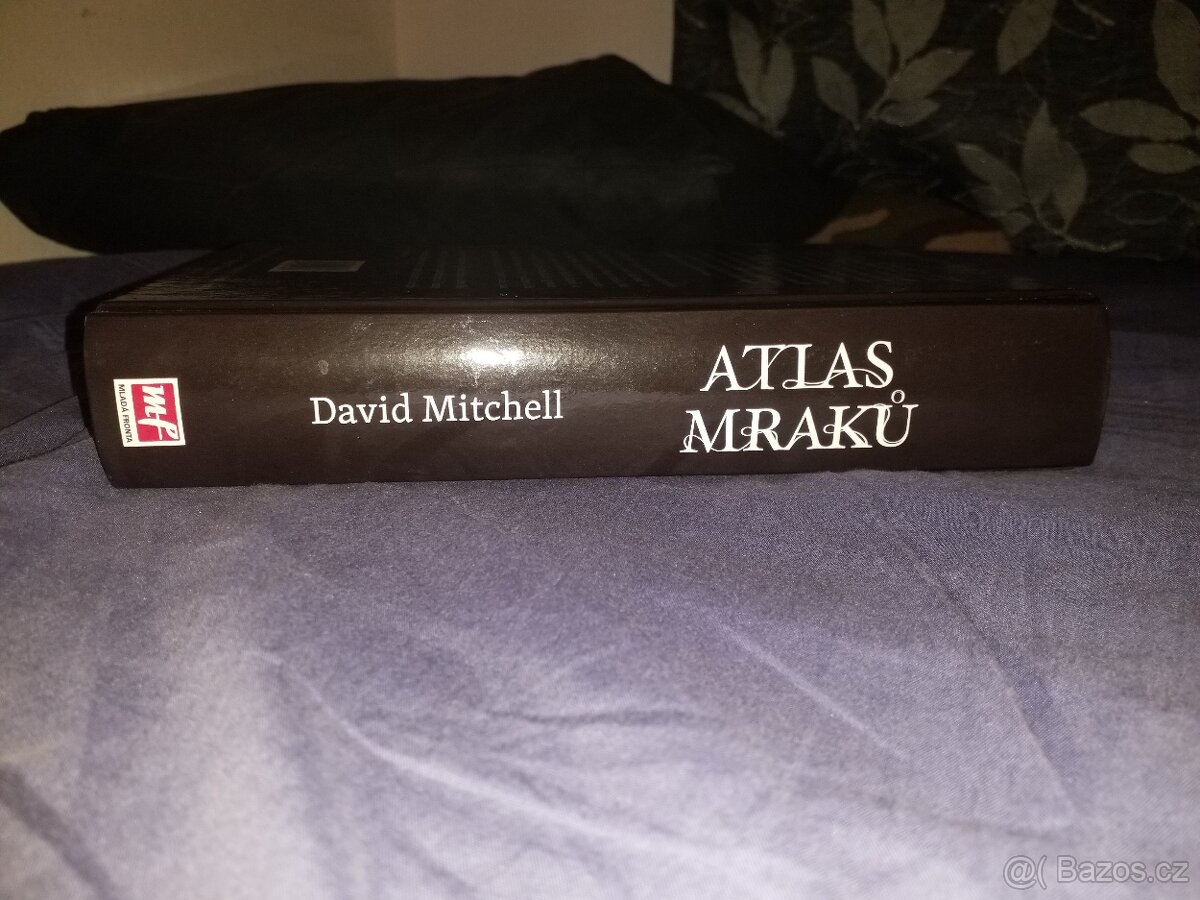 mf
MLADÁ FRONTA
David Mitchell
ATLAS
MRAKŮ
@( Bazos.cz